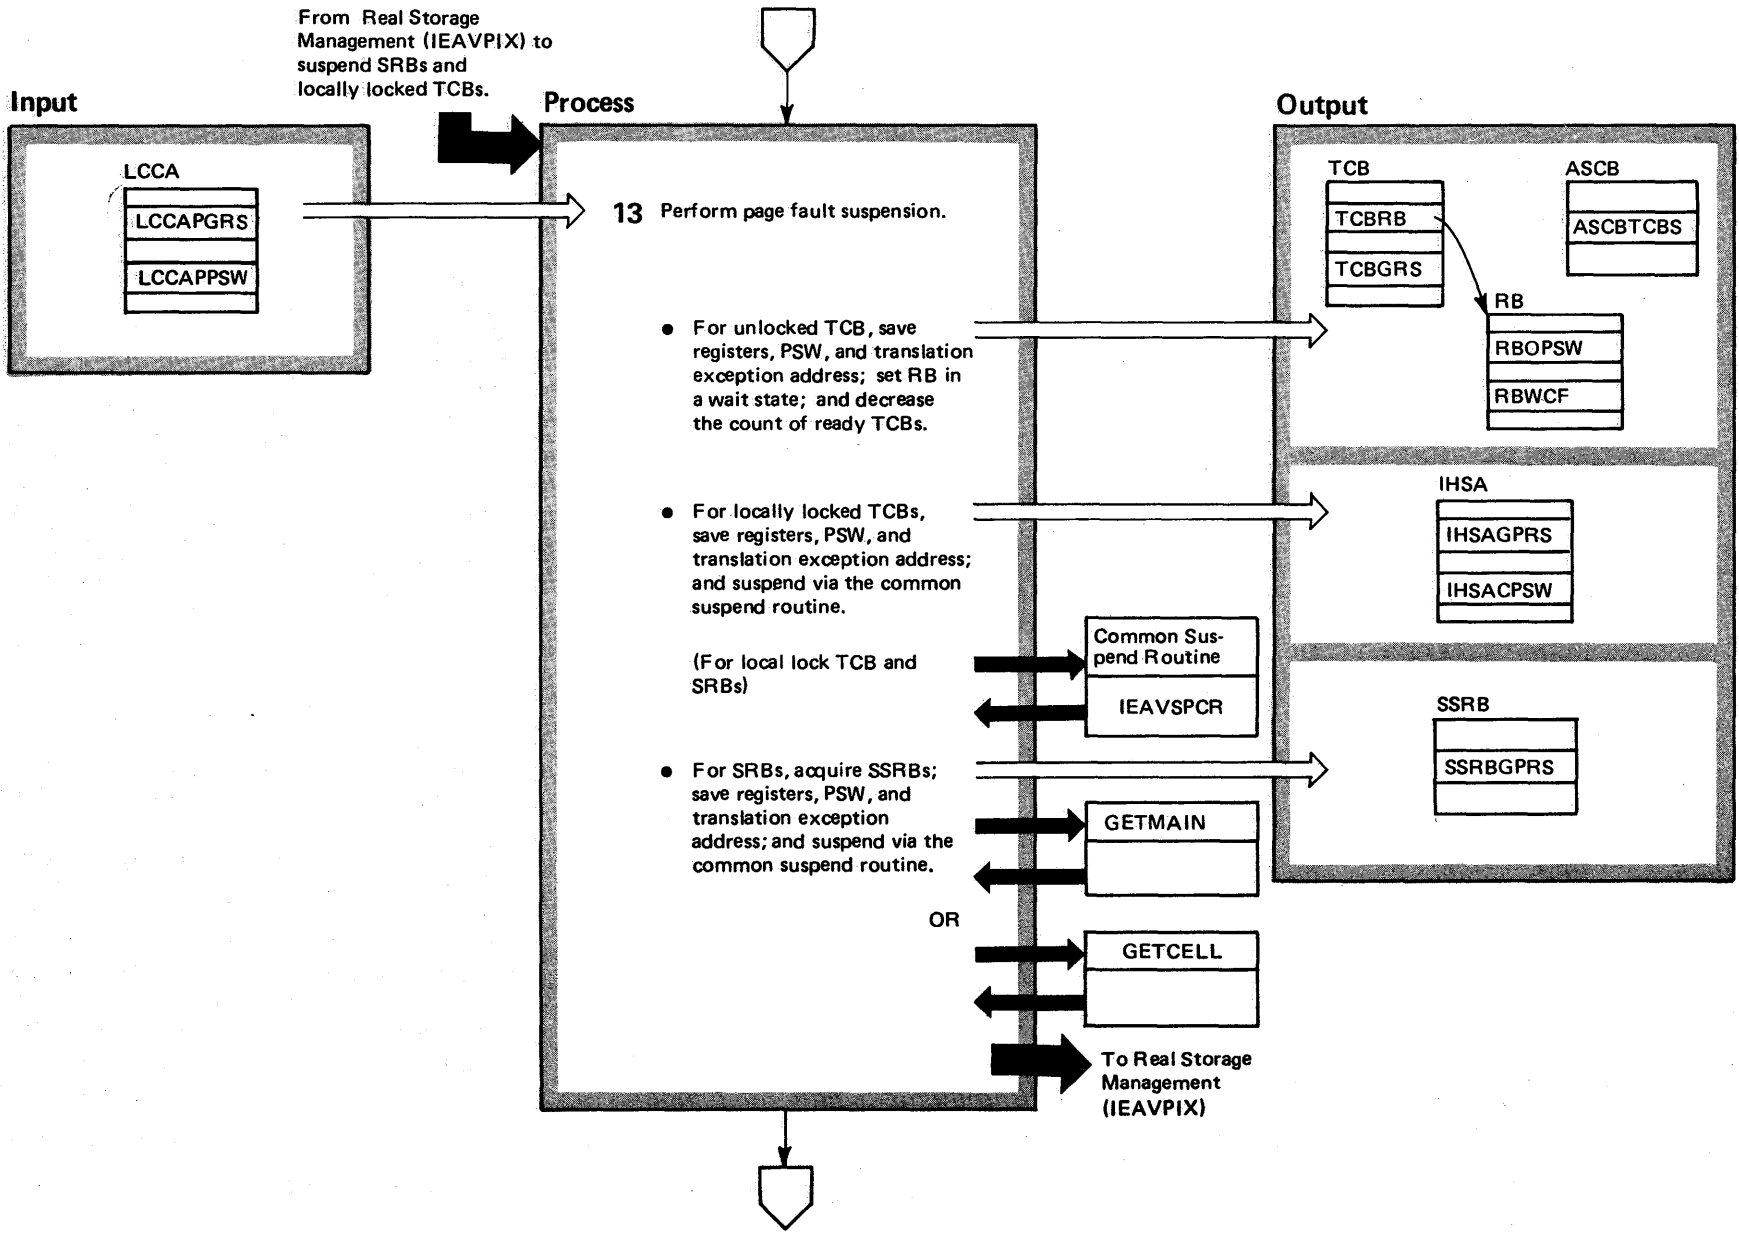 From Real Storage
Management (IEAVPIX) to
suspend SRBs and
locally locked TCBs.
Input
Process
Output
LCCA
LCCAPGRS
LCCAPPSW
13 Perform page fault suspension.
• For unlocked TCB, save
registers, PSW, and translation
exception address; set RB in
a wait state; and decrease
the count of ready TCBs.
• For locally locked TCBs,
save registers, PSW, and
translation exception address;
and suspend via the common
suspend routine.
(For local lock TCB and
SRBs)
Common Sus-
pend Routine
IEAVSPCR
• For SRBs, acquire SSRBs;
save registers, PSW, and
translation exception
address; and suspend via the
common suspend routine.
GETMAIN
OR
GETCELL
To Real Storage
Management
(IEAVPIX)
TCB
TCBRB
TCBGRS
ASCB
ASCBTCBS
RB
RBOPSW
RBWCF
IHSA
IHSAGPRS
IHSACPSW
SSRB
SSRBGPRS